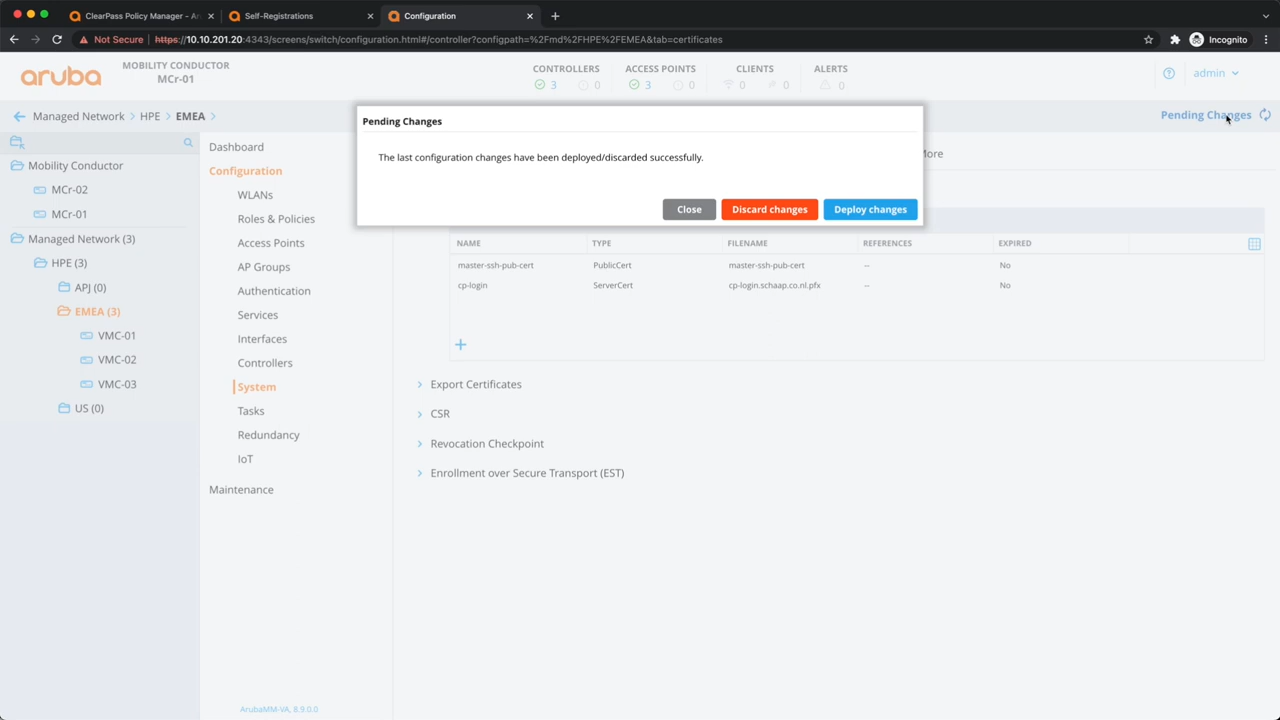 ClearPass Policy Manager - Ar
Self-Registrations
Configuration
Not Secure
https://10.10.201.20:4343/screens/switch/configuration.html#/controller?configpath=%2Fmd%2FHPE%2FEMEA&tab=certificates
Incognito
aruba
MOBILITY CONDUCTOR
MCr-01
CONTROLLERS
3 0
ACCESS POINTS
3 0
CLIENTS
0 0
ALERTS
0
admin
Managed Network > HPE > EMEA >
Pending Changes
Mobility Conductor
MCr-02
MCr-01
Managed Network (3)
HPE (3)
APJ (0)
EMEA (3)
VMC-01
VMC-02
VMC-03
US (0)
Dashboard
Configuration
WLANs
Roles & Policies
Access Points
AP Groups
Authentication
Services
Interfaces
Controllers
System
Tasks
Redundancy
IoT
Maintenance
ArubaMM-VA, 8.9.0.0
Pending Changes
The last configuration changes have been deployed/discarded successfully.
Close
Discard changes
Deploy changes
More
NAME TYPE FILENAME REFERENCES EXPIRED
master-ssh-pub-cert PublicCert master-ssh-pub-cert -- No
cp-login ServerCert cp-login.schaap.co.nl.pfx -- No
+
Export Certificates
CSR
Revocation Checkpoint
Enrollment over Secure Transport (EST)